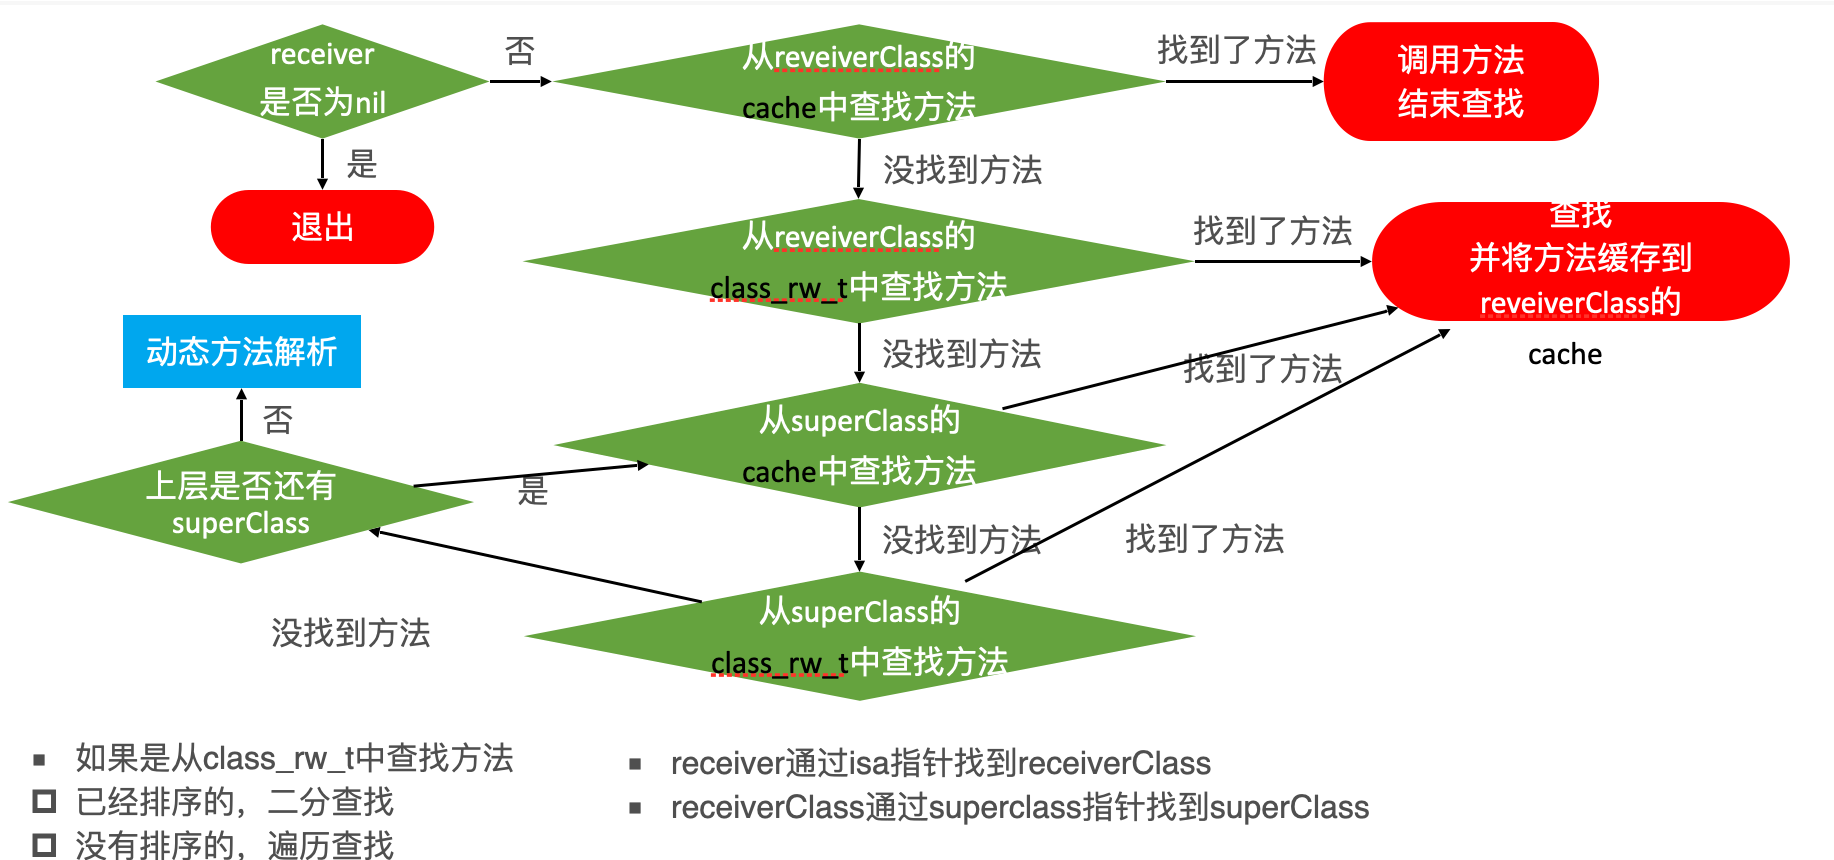 receiver
是否为nil
否
从reveiverClass的
cache中查找方法
找到了方法
调用方法
结束查找
是
没找到方法
退出
从reveiverClass的
class_rw_t中查找方法
找到了方法
查找
并将方法缓存到
reveiverClass的
cache
没找到方法
动态方法解析
找到了方法
否
从superClass的
cache中查找方法
上层是否还有
superClass
是
没找到方法
找到了方法
从superClass的
class_rw_t中查找方法
没找到方法
如果是从class_rw_t中查找方法
已经排序的，二分查找
没有排序的，遍历查找
receiver通过isa指针找到receiverClass
receiverClass通过superclass指针找到superClass